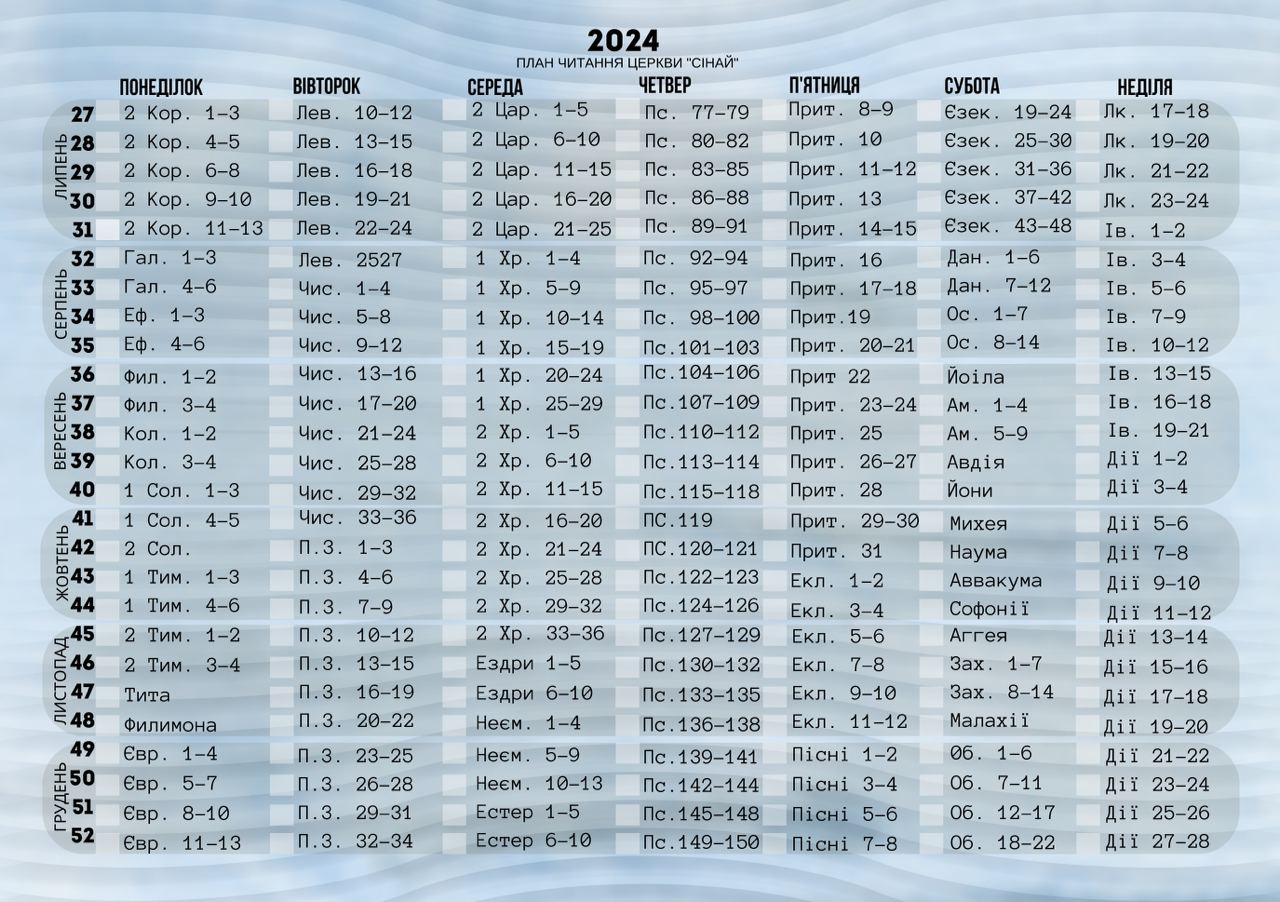 2024
ПЛАН ЧИТАННЯ ЦЕРКВИ "СІНАЙ"
ПОНЕДІЛОК ВІВТОРОК СЕРЕДА ЧЕТВЕР П'ЯТНИЦЯ СУБОТА НЕДІЛЯ
ЛИПЕНЬ
27 2 Кор. 1–3 Лев. 10–12 2 Цар. 1–5 Пс. 77–79 Прит. 8–9 Єзек. 19–24 Лк. 17–18
28 2 Кор. 4–5 Лев. 13–15 2 Цар. 6–10 Пс. 80–82 Прит. 10 Єзек. 25–30 Лк. 19–20
29 2 Кор. 6–8 Лев. 16–18 2 Цар. 11–15 Пс. 83–85 Прит. 11–12 Єзек. 31–36 Лк. 21–22
30 2 Кор. 9–10 Лев. 19–21 2 Цар. 16–20 Пс. 86–88 Прит. 13 Єзек. 37–42 Лк. 23–24
31 2 Кор. 11–13 Лев. 22–24 2 Цар. 21–25 Пс. 89–91 Прит. 14–15 Єзек. 43–48 Ів. 1–2
СЕРПЕНЬ
32 Гал. 1–3 Лев. 2527 1 Хр. 1–4 Пс. 92–94 Прит. 16 Дан. 1–6 Ів. 3–4
33 Гал. 4–6 Чис. 1–4 1 Хр. 5–9 Пс. 95–97 Прит. 17–18 Дан. 7–12 Ів. 5–6
34 Еф. 1–3 Чис. 5–8 1 Хр. 10–14 Пс. 98–100 Прит.19 Ос. 1–7 Ів. 7–9
35 Еф. 4–6 Чис. 9–12 1 Хр. 15–19 Пс.101–103 Прит. 20–21 Ос. 8–14 Ів. 10–12
ВЕРЕСЕНЬ
36 Фил. 1–2 Чис. 13–16 1 Хр. 20–24 Пс.104–106 Прит 22 Йоіла Ів. 13–15
37 Фил. 3–4 Чис. 17–20 1 Хр. 25–29 Пс.107–109 Прит. 23–24 Ам. 1–4 Ів. 16–18
38 Кол. 1–2 Чис. 21–24 2 Хр. 1–5 Пс.110–112 Прит. 25 Ам. 5–9 Ів. 19–21
39 Кол. 3–4 Чис. 25–28 2 Хр. 6–10 Пс.113–114 Прит. 26–27 Авдія Дії 1–2
40 1 Сол. 1–3 Чис. 29–32 2 Хр. 11–15 Пс.115–118 Прит. 28 Йони Дії 3–4
ЖОВТЕНЬ
41 1 Сол. 4–5 Чис. 33–36 2 Хр. 16–20 ПС.119 Прит. 29–30 Михея Дії 5–6
42 2 Сол. П.З. 1–3 2 Хр. 21–24 ПС.120–121 Прит. 31 Наума Дії 7–8
43 1 Тим. 1–3 П.З. 4–6 2 Хр. 25–28 Пс.122–123 Екл. 1–2 Аввакума Дії 9–10
44 1 Тим. 4–6 П.З. 7–9 2 Хр. 29–32 Пс.124–126 Екл. 3–4 Софонії Дії 11–12
ЛИСТОПАД
45 2 Тим. 1–2 П.З. 10–12 2 Хр. 33–36 Пс.127–129 Екл. 5–6 Аггея Дії 13–14
46 2 Тим. 3–4 П.З. 13–15 Ездри 1–5 Пс.130–132 Екл. 7–8 Зах. 1–7 Дії 15–16
47 Тита П.З. 16–19 Ездри 6–10 Пс.133–135 Екл. 9–10 Зах. 8–14 Дії 17–18
48 Филимона П.З. 20–22 Неєм. 1–4 Пс.136–138 Екл. 11–12 Малахії Дії 19–20
ГРУДЕНЬ
49 Євр. 1–4 П.З. 23–25 Неєм. 5–9 Пс.139–141 Пісні 1–2 Об. 1–6 Дії 21–22
50 Євр. 5–7 П.З. 26–28 Неєм. 10–13 Пс.142–144 Пісні 3–4 Об. 7–11 Дії 23–24
51 Євр. 8–10 П.З. 29–31 Естер 1–5 Пс.145–148 Пісні 5–6 Об. 12–17 Дії 25–26
52 Євр. 11–13 П.З. 32–34 Естер 6–10 Пс.149–150 Пісні 7–8 Об. 18–22 Дії 27–28